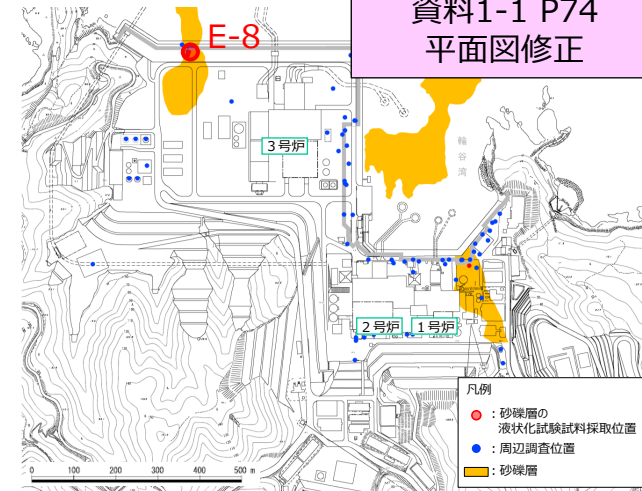 資料1-1 P74
平面図修正
E-8
3号炉
輪谷湾
2号炉
1号炉
凡例
：砂礫層の
液状化試験試料採取位置
：周辺調査位置
：砂礫層
0 100 200 300 400 500 m